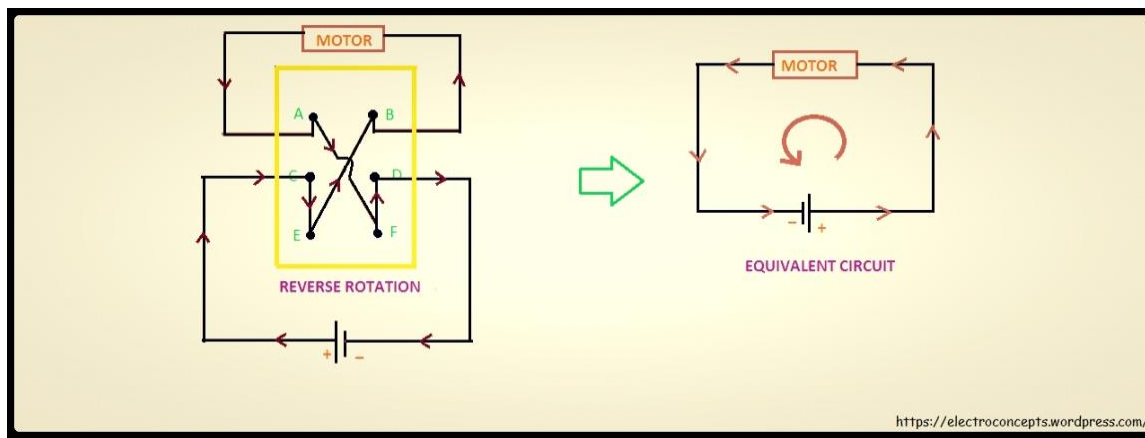 MOTOR
A B
C D
E F
REVERSE ROTATION
+ −
MOTOR
− +
EQUIVALENT CIRCUIT
https://electroconcepts.wordpress.com/